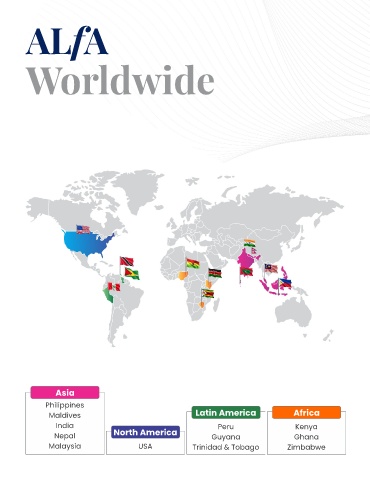 ALfA
Worldwide
Asia
Philippines
Maldives
India
Nepal
Malaysia
North America
USA
Latin America
Peru
Guyana
Trinidad & Tobago
Africa
Kenya
Ghana
Zimbabwe